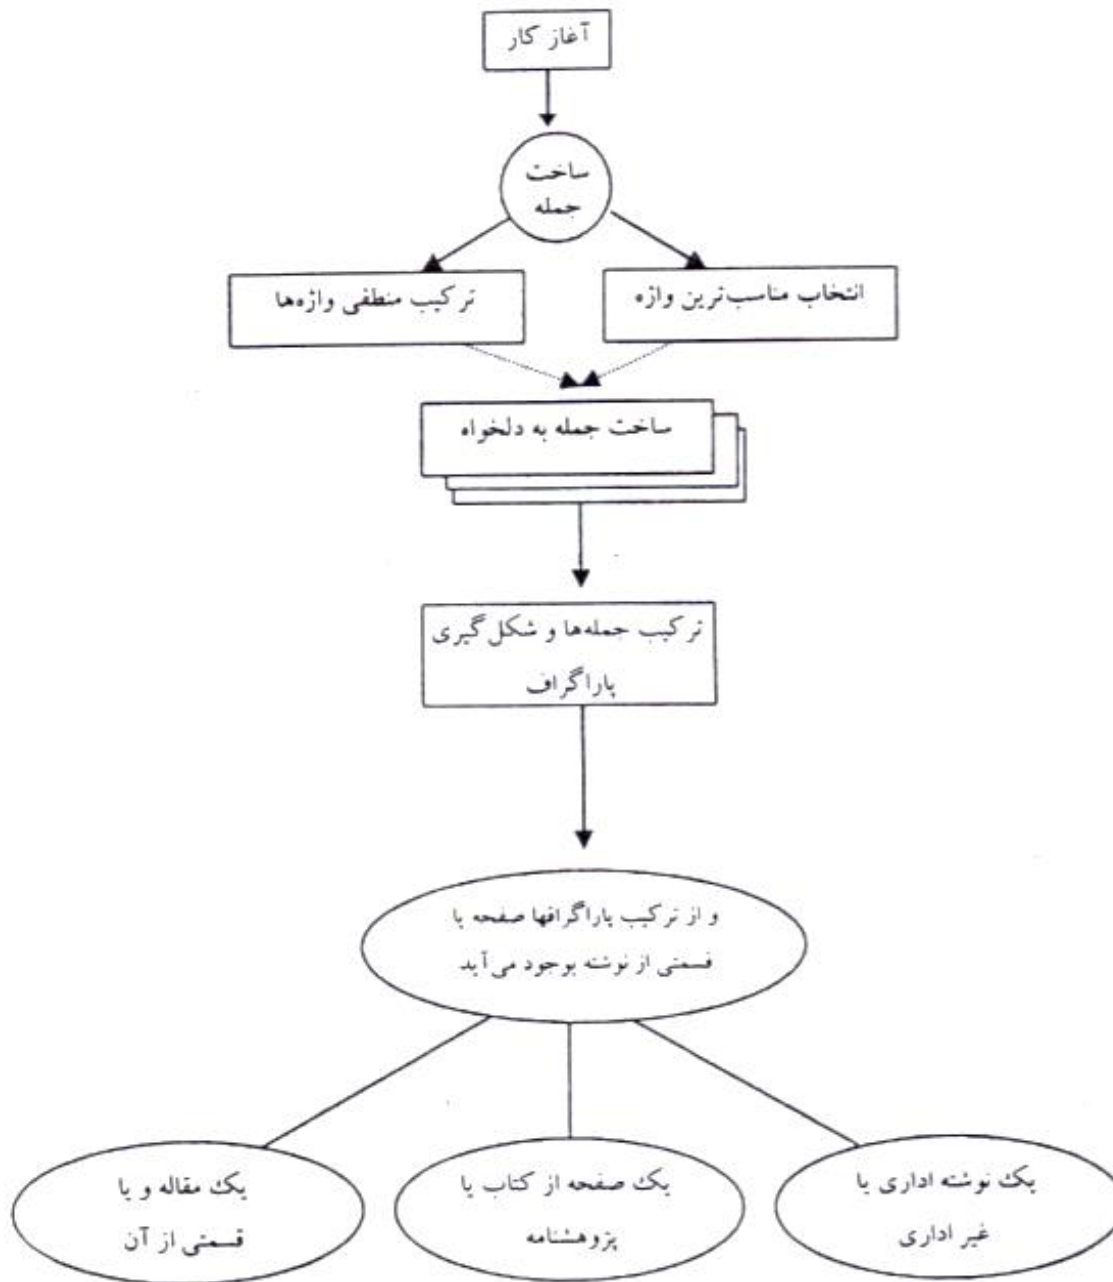 آغاز کار
ساخت
جمله
انتخاب مناسب‌ترین واژه
ترکیب منطقی واژه‌ها
ساخت جمله به دلخواه
ترکیب جمله‌ها و شکل‌گیری
پاراگراف
و از ترکیب پاراگرافها صفحه یا
قسمتی از نوشته بوجود می‌آید
یک نوشته اداری یا
غیر اداری
یک صفحه از کتاب یا
پژوهشنامه
یک مقاله و یا
قسمتی از آن